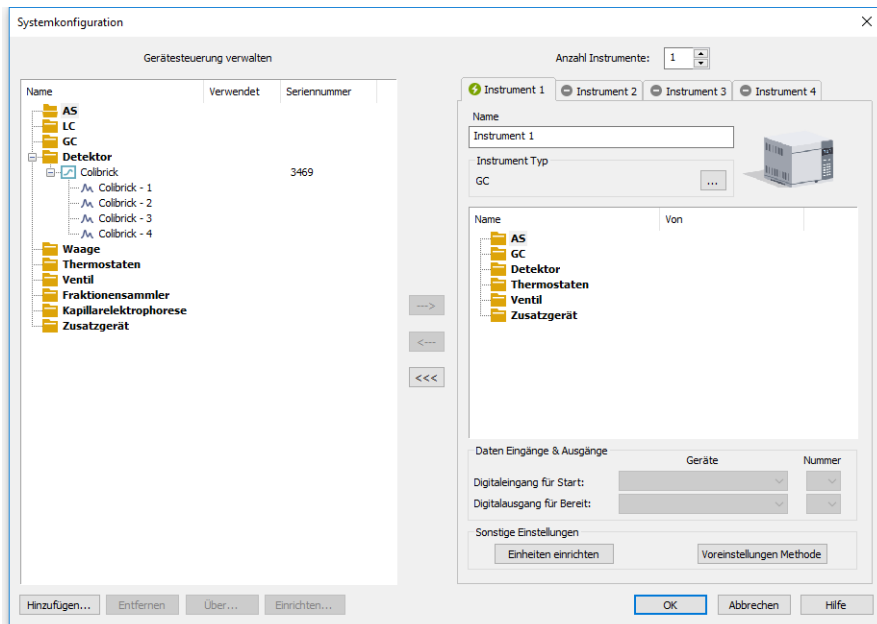 Systemkonfiguration
Gerätesteuerung verwalten
Name Verwendet Seriennummer
AS
LC
GC
Detektor
Colibrick 3469
Colibrick - 1
Colibrick - 2
Colibrick - 3
Colibrick - 4
Waage
Thermostaten
Ventil
Fraktionensammler
Kapillarelektrophorese
Zusatzgerät
Hinzufügen... Entfernen Über... Einrichten...
--->
<---
<<<
Anzahl Instrumente: 1
Instrument 1 Instrument 2 Instrument 3 Instrument 4
Name
Instrument 1
Instrument Typ
GC ...
Name Von
AS
GC
Detektor
Thermostaten
Ventil
Zusatzgerät
Daten Eingänge & Ausgänge
Geräte Nummer
Digitaleingang für Start:
Digitalausgang für Bereit:
Sonstige Einstellungen
Einheiten einrichten Voreinstellungen Methode
OK Abbrechen Hilfe